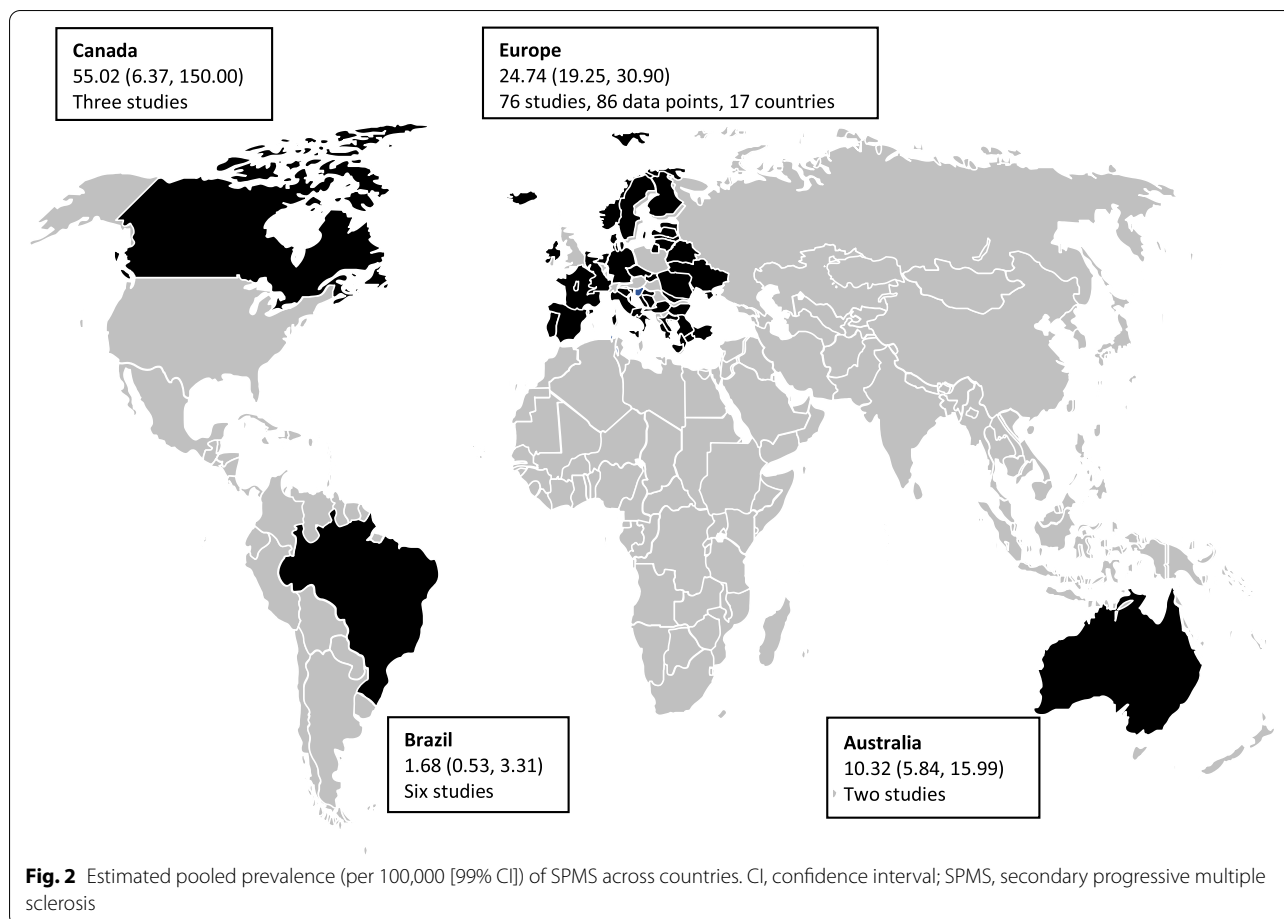 Canada
55.02 (6.37, 150.00)
Three studies
Europe
24.74 (19.25, 30.90)
76 studies, 86 data points, 17 countries
Brazil
1.68 (0.53, 3.31)
Six studies
Australia
10.32 (5.84, 15.99)
Two studies
Fig. 2 Estimated pooled prevalence (per 100,000 [99% CI]) of SPMS across countries. CI, confidence interval; SPMS, secondary progressive multiple
sclerosis